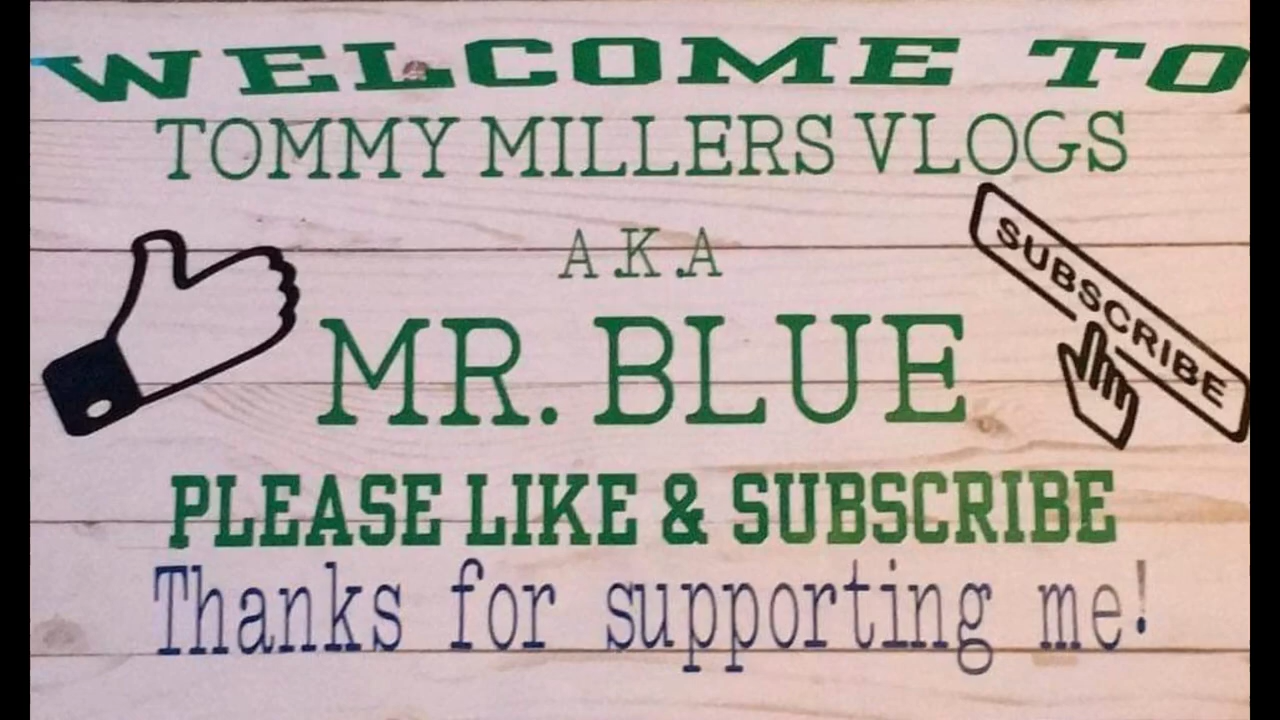 WELCOME TO
TOMMY MILLERS VLOGS
A.K.A
MR. BLUE
SUBSCRIBE
PLEASE LIKE & SUBSCRIBE
Thanks for supporting me!